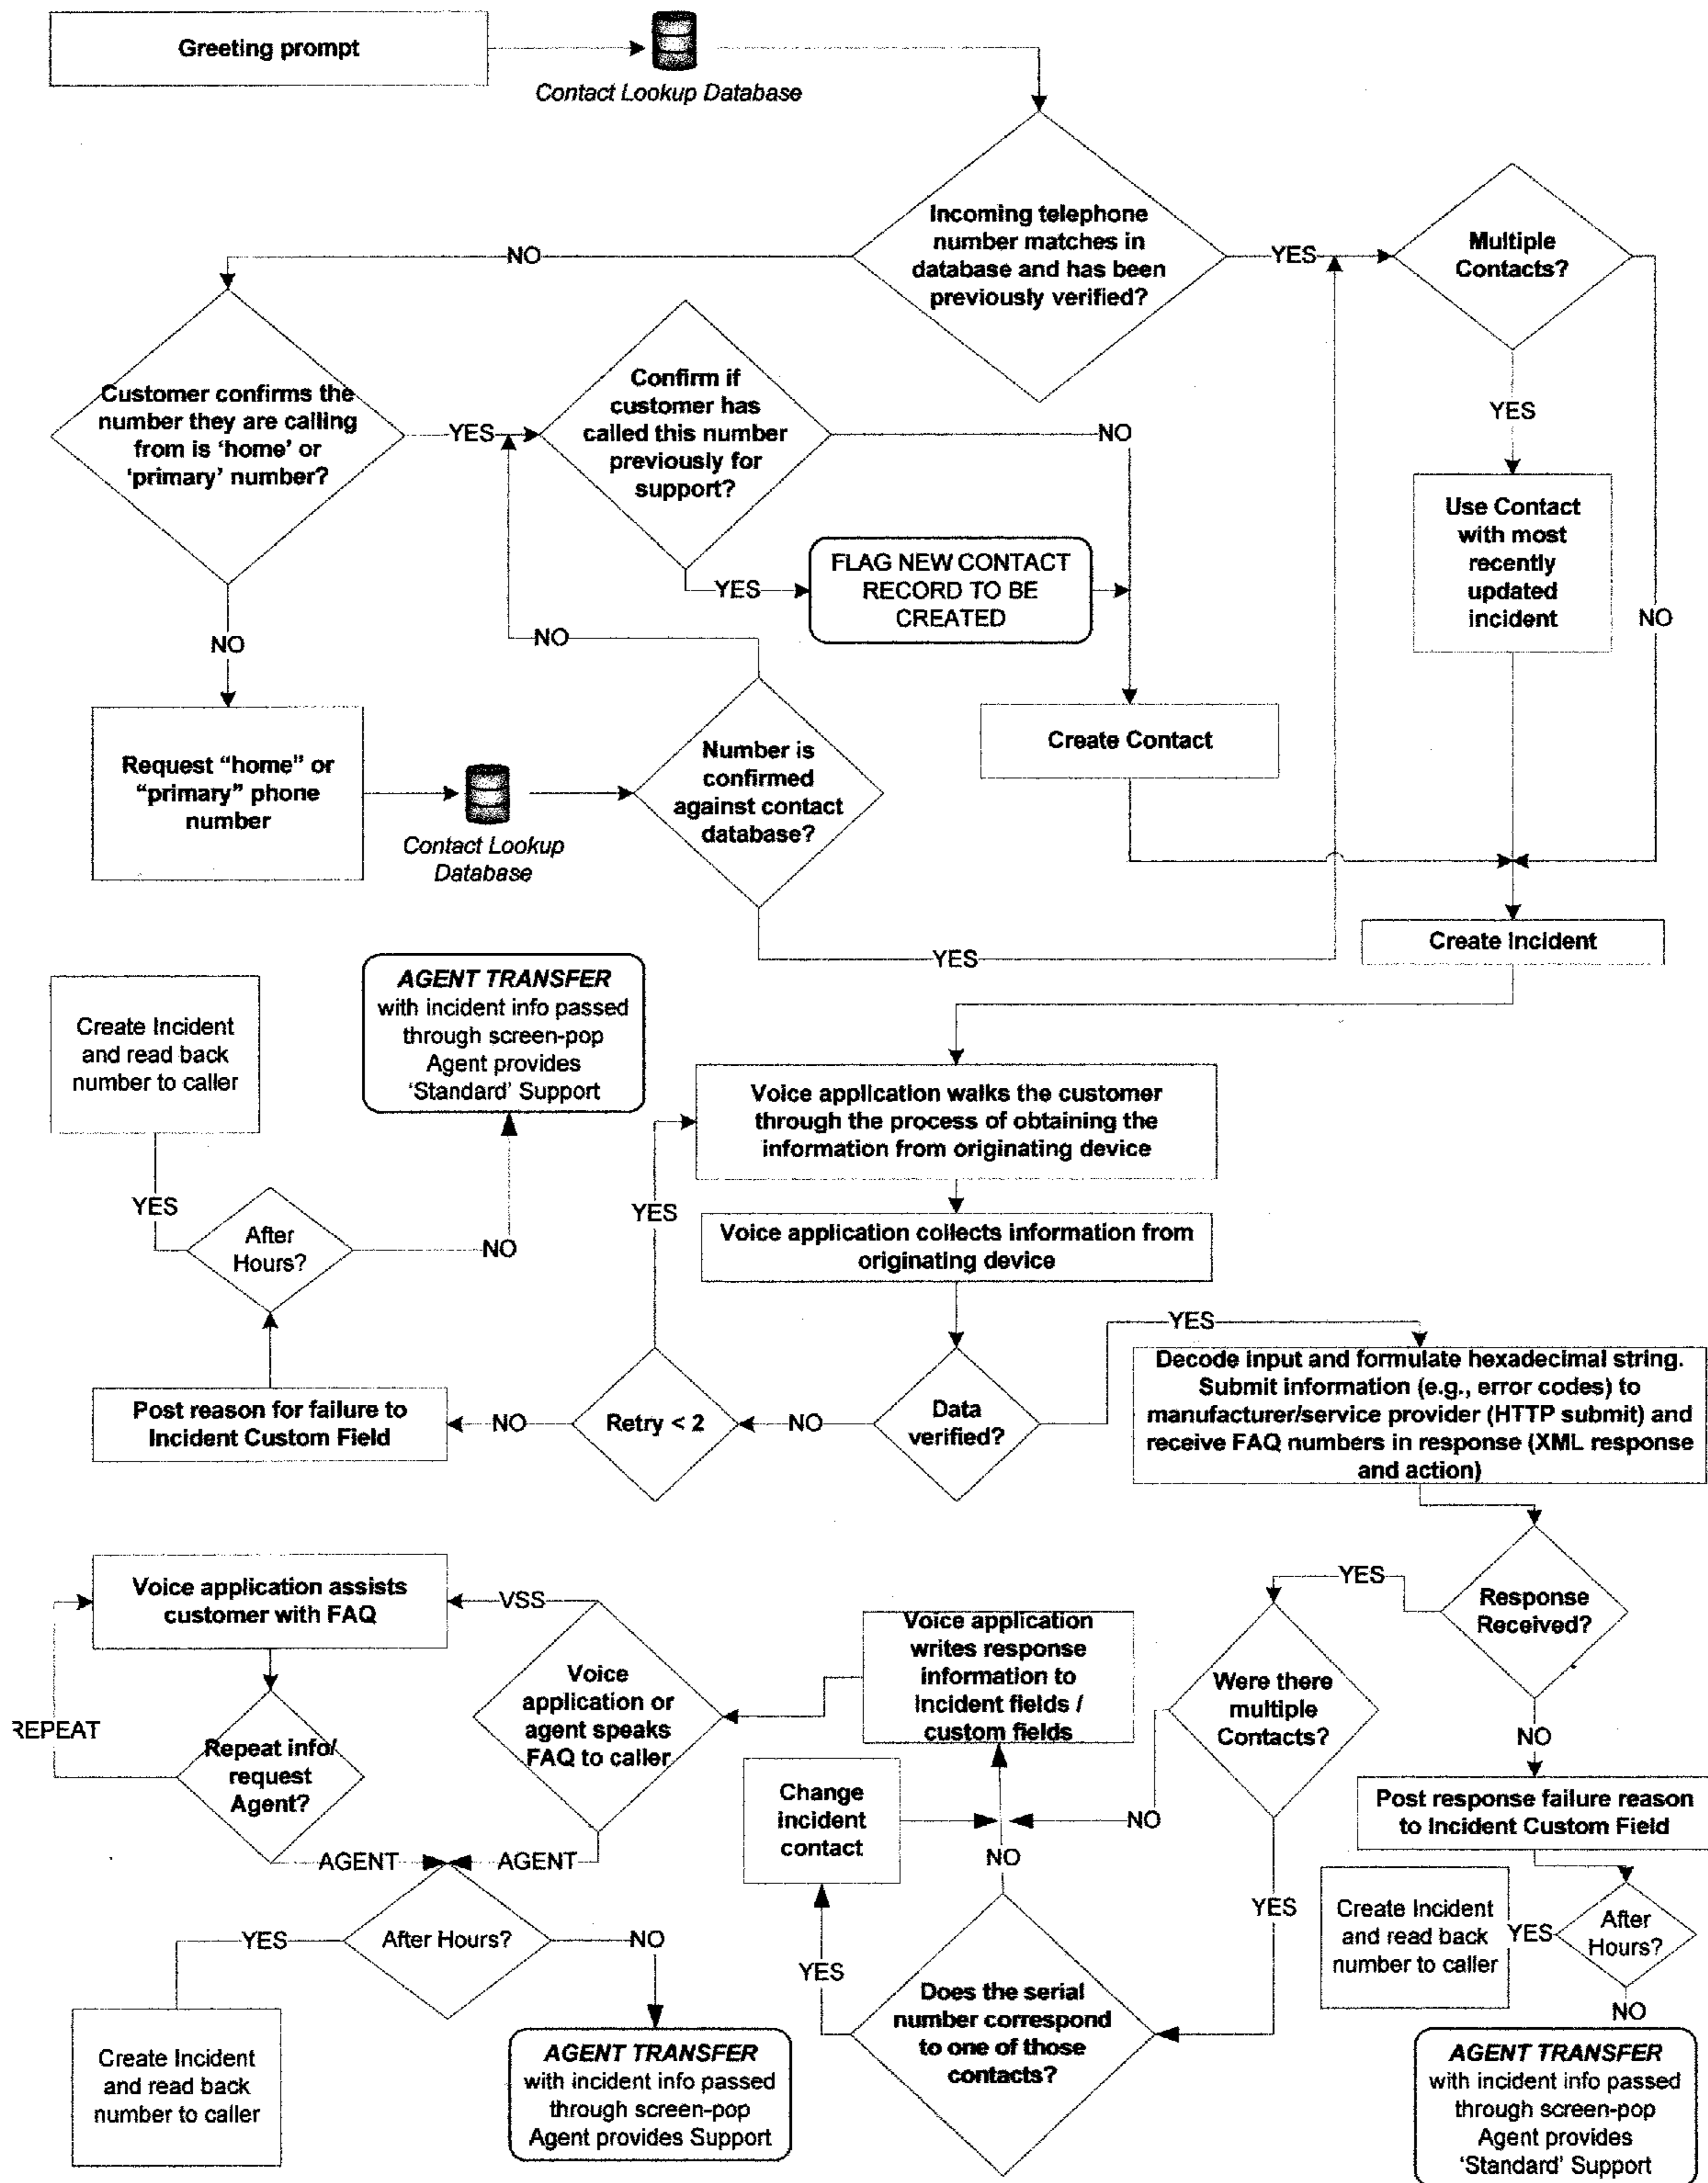 Greeting prompt
Contact Lookup Database
Incoming telephone
number matches in
database and has been
previously verified?
NO
YES
Multiple
Contacts?
Customer confirms the
number they are calling
from is ‘home’ or
‘primary’ number?
YES
Confirm if
customer has
called this number
previously for
support?
NO
YES
Use Contact
with most
recently
updated
incident
NO
YES
FLAG NEW CONTACT
RECORD TO BE
CREATED
NO
NO
Request “home” or
“primary” phone
number
Contact Lookup
Database
Number is
confirmed
against contact
database?
Create Contact
YES
Create Incident
Create Incident
and read back
number to caller
AGENT TRANSFER
with incident info passed
through screen-pop
Agent provides
‘Standard’ Support
Voice application walks the customer
through the process of obtaining the
information from originating device
YES
After
Hours?
NO
YES
Voice application collects information from
originating device
Post reason for failure to
Incident Custom Field
NO
Retry < 2
NO
Data
verified?
YES
Decode input and formulate hexadecimal string.
Submit information (e.g., error codes) to
manufacturer/service provider (HTTP submit) and
receive FAQ numbers in response (XML response
and action)
Voice application assists
customer with FAQ
VSS
Voice
application or
agent speaks
FAQ to caller
Voice application
writes response
information to
Incident fields /
custom fields
YES
Response
Received?
Were there
multiple
Contacts?
REPEAT
Repeat info/
request
Agent?
Change
incident
contact
NO
NO
NO
Post response failure reason
to Incident Custom Field
AGENT
AGENT
YES
After Hours?
NO
YES
YES
Does the serial
number correspond
to one of those
contacts?
Create Incident
and read back
number to caller
YES
After
Hours?
NO
Create Incident
and read back
number to caller
AGENT TRANSFER
with incident info passed
through screen-pop
Agent provides Support
AGENT TRANSFER
with incident info passed
through screen-pop
Agent provides
‘Standard’ Support